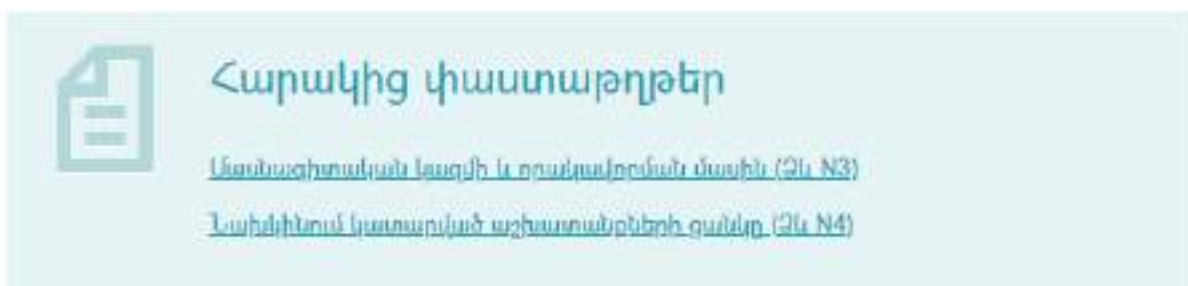 Հարակից փաստաթղթեր
Մասնագիտական կազմի և որակավորման մասին (Ձև N3)
Նախկինում կատարված աշխատանքների ցանկը (Ձև N4)